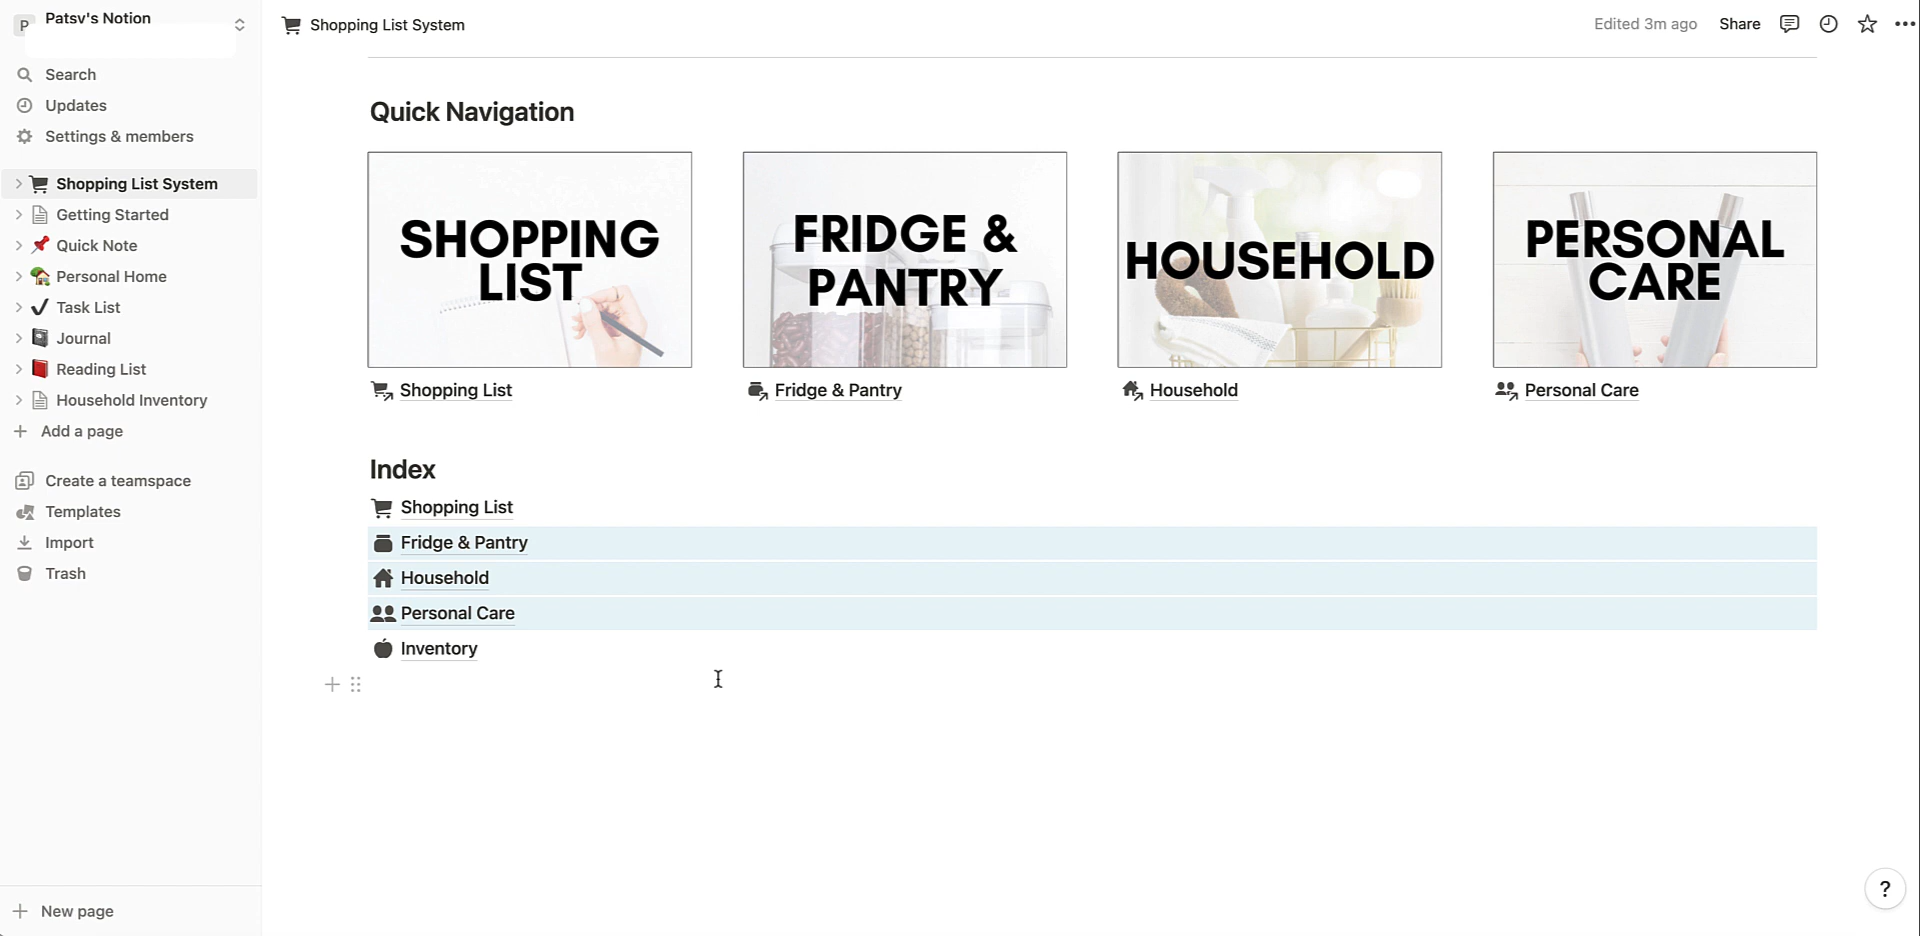 P
Patsv's Notion
Search
Updates
Settings & members
Shopping List System
Getting Started
Quick Note
Personal Home
Task List
Journal
Reading List
Household Inventory
Add a page
Create a teamspace
Templates
Import
Trash
New page
Shopping List System
Edited 3m ago
Share
Quick Navigation
SHOPPING
LIST
Shopping List
FRIDGE &
PANTRY
Fridge & Pantry
HOUSEHOLD
Household
PERSONAL
CARE
Personal Care
Index
Shopping List
Fridge & Pantry
Household
Personal Care
Inventory
?